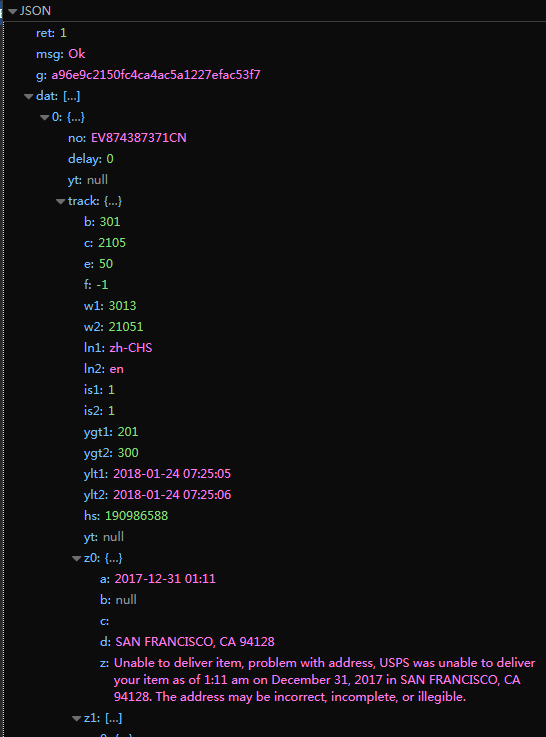 JSON
ret: 1
msg: Ok
g: a96e9c2150fc4ca4ac5a1227efac53f7
dat: […]
0: {…}
no: EV874387371CN
delay: 0
yt: null
track: {…}
b: 301
c: 2105
e: 50
f: -1
w1: 3013
w2: 21051
ln1: zh-CHS
ln2: en
is1: 1
is2: 1
ygt1: 201
ygt2: 300
ylt1: 2018-01-24 07:25:05
ylt2: 2018-01-24 07:25:06
hs: 190986588
yt: null
z0: {…}
a: 2017-12-31 01:11
b: null
c:
d: SAN FRANCISCO, CA 94128
z: Unable to deliver item, problem with address, USPS was unable to deliver
your item as of 1:11 am on December 31, 2017 in SAN FRANCISCO, CA
94128. The address may be incorrect, incomplete, or illegible.
z1: […]